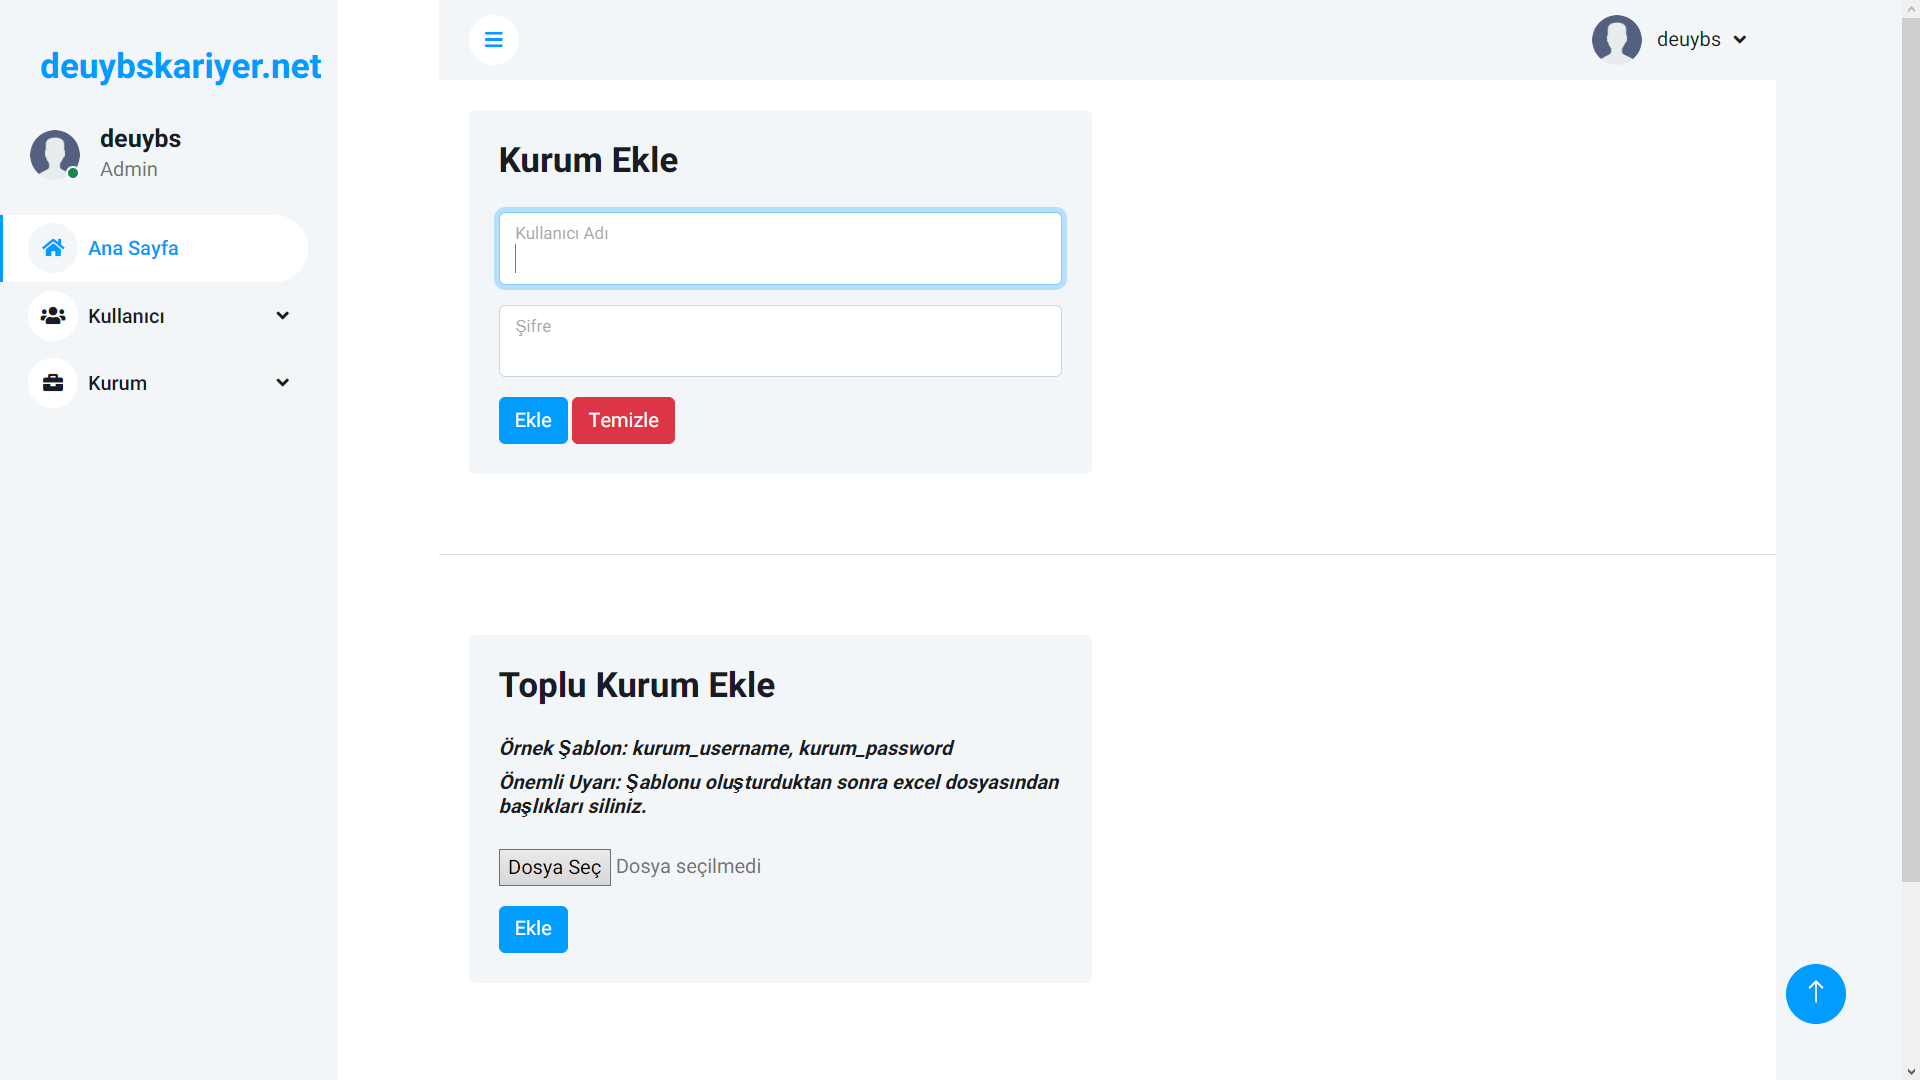 deuybskariyer.net
deuybs
Admin
Ana Sayfa
Kullanıcı
Kurum
deuybs
Kurum Ekle
Kullanıcı Adı
Şifre
Ekle Temizle
Toplu Kurum Ekle
Örnek Şablon: kurum_username, kurum_password
Önemli Uyarı: Şablonu oluşturduktan sonra excel dosyasından
başlıkları siliniz.
Dosya Seç Dosya seçilmedi
Ekle